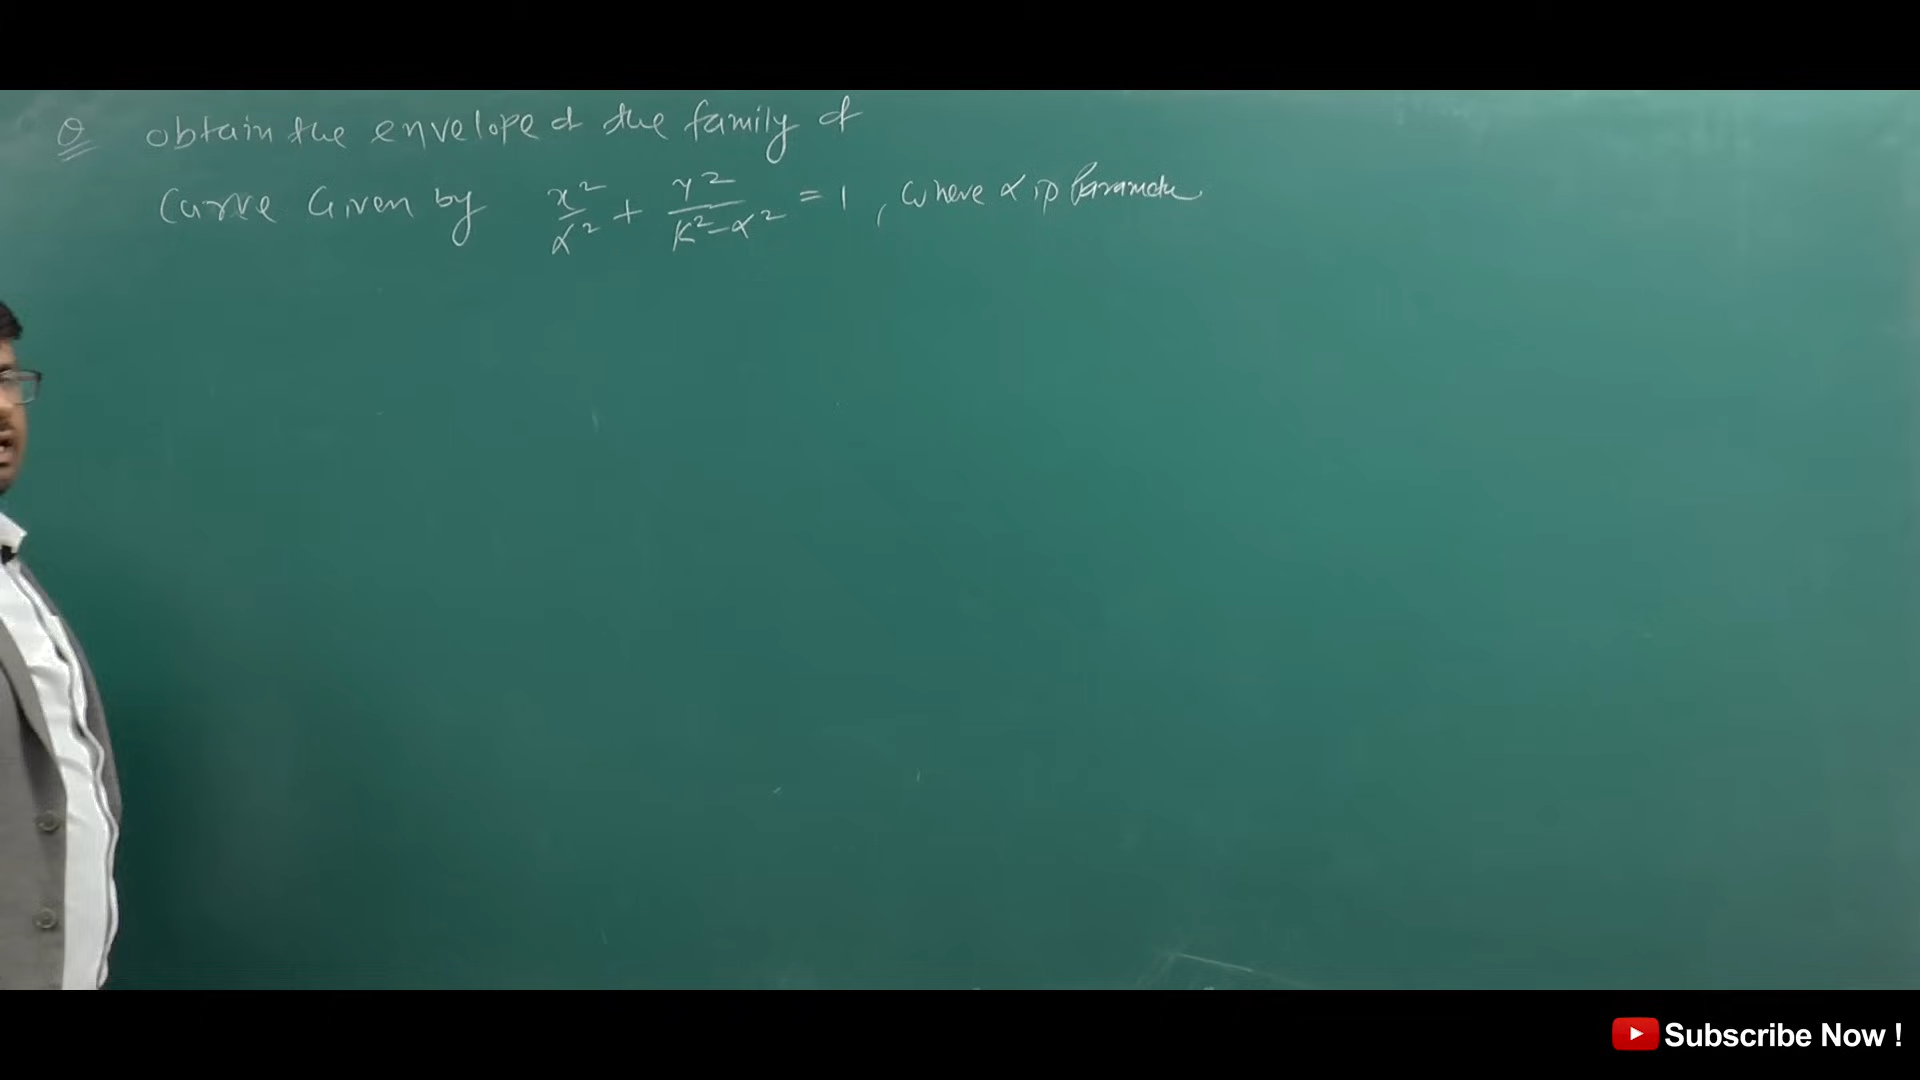 Q obtain the envelope of the family of
Curve Given by x²/α² + y²/(K²-α²) = 1, where α is Parameter
Subscribe Now !